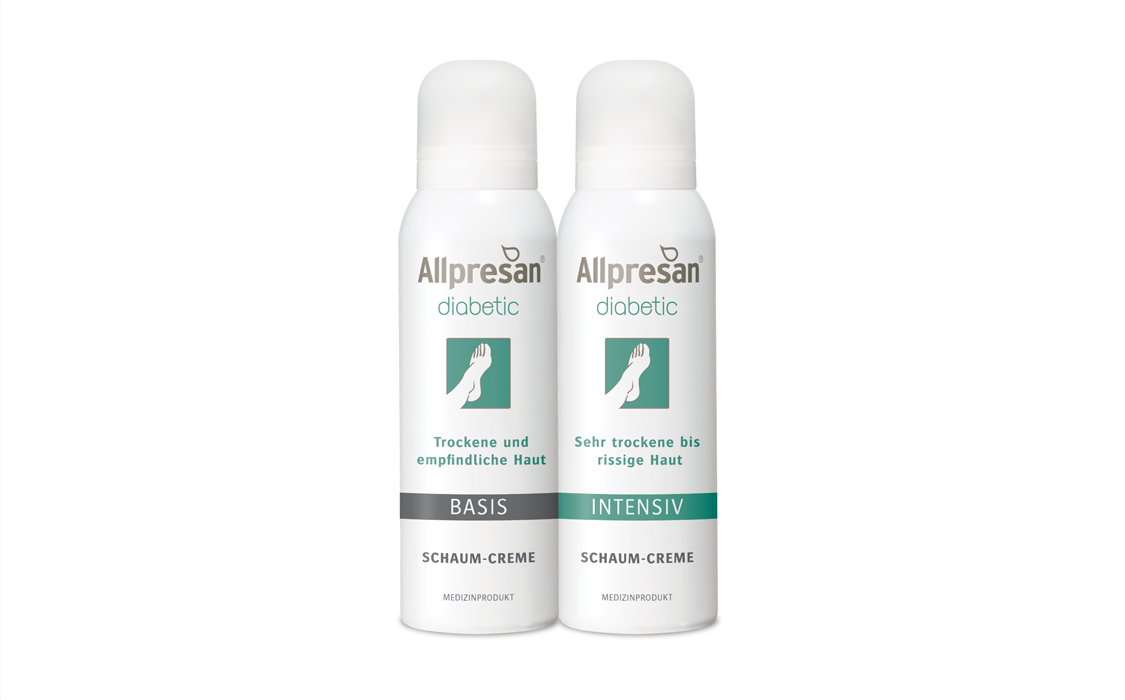 Allpresan®
diabetic
Trockene und
empfindliche Haut
BASIS
SCHAUM-CREME
MEDIZINPRODUKT
Allpresan®
diabetic
Sehr trockene bis
rissige Haut
INTENSIV
SCHAUM-CREME
MEDIZINPRODUKT